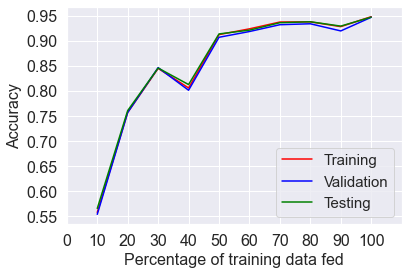 0.95
0.90
0.85
0.80
0.75
0.70
0.65
0.60
0.55
Accuracy
Training
Validation
Testing
0 10 20 30 40 50 60 70 80 90 100
Percentage of training data fed